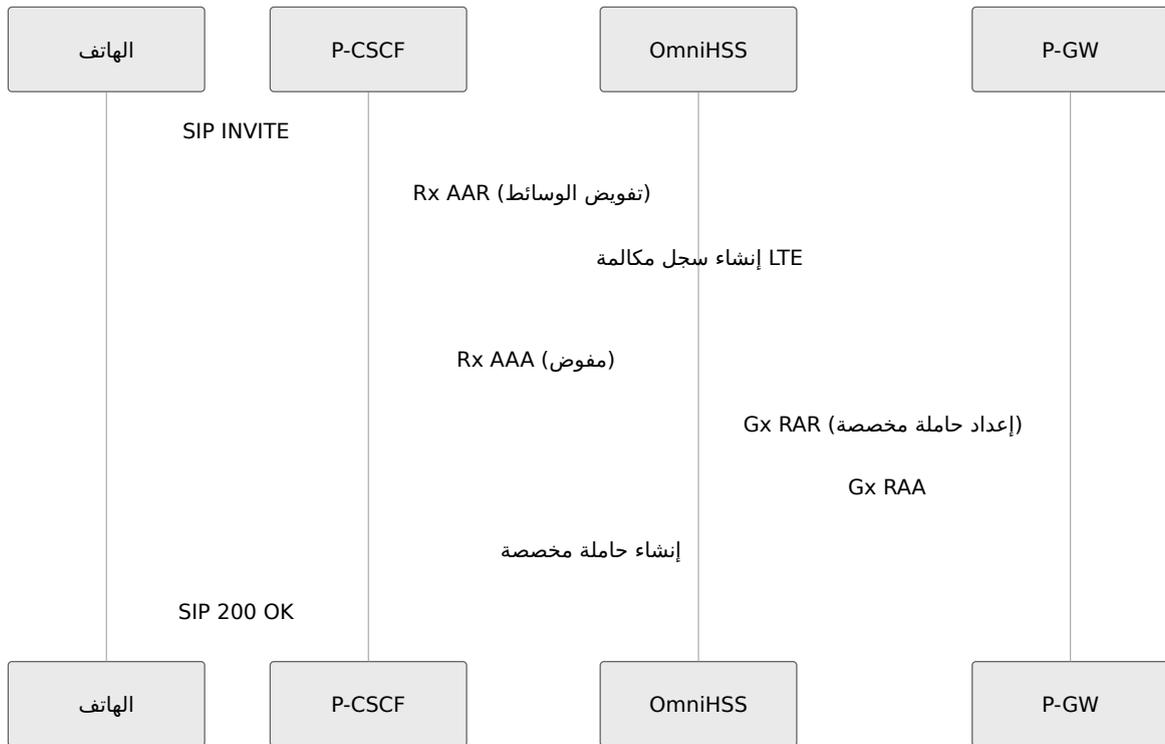 الهاتف
P-CSCF
OmniHSS
P-GW
SIP INVITE
Rx AAR (تفويض الوسائط)
إنشاء سجل مكالمة LTE
Rx AAA (مفوض)
Gx RAR (إعداد حاملة مخصصة)
Gx RAA
إنشاء حاملة مخصصة
SIP 200 OK
الهاتف
P-CSCF
OmniHSS
P-GW